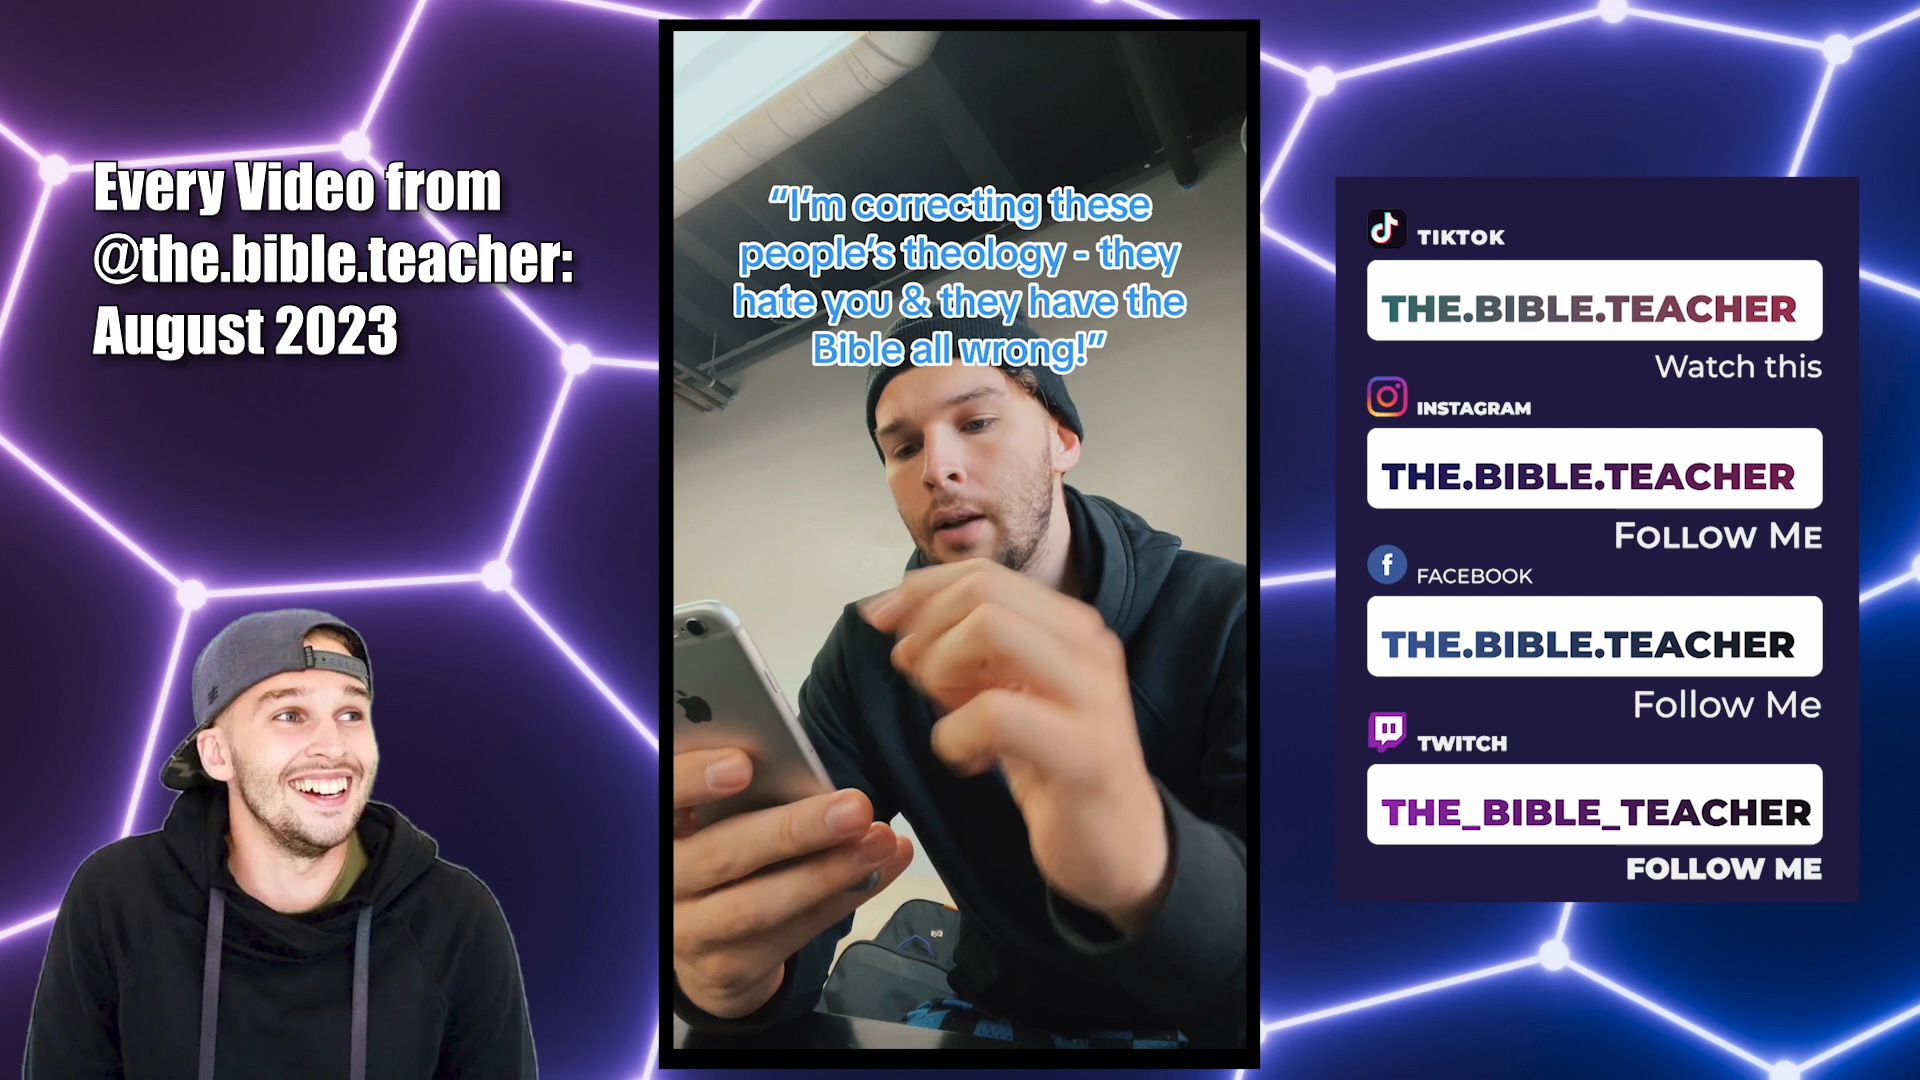 Every Video from
@the.bible.teacher:
August 2023
“I’m correcting these
people’s theology - they
hate you & they have the
Bible all wrong!”
TIKTOK
THE.BIBLE.TEACHER
Watch this
INSTAGRAM
THE.BIBLE.TEACHER
Follow Me
FACEBOOK
THE.BIBLE.TEACHER
Follow Me
TWITCH
THE_BIBLE_TEACHER
FOLLOW ME